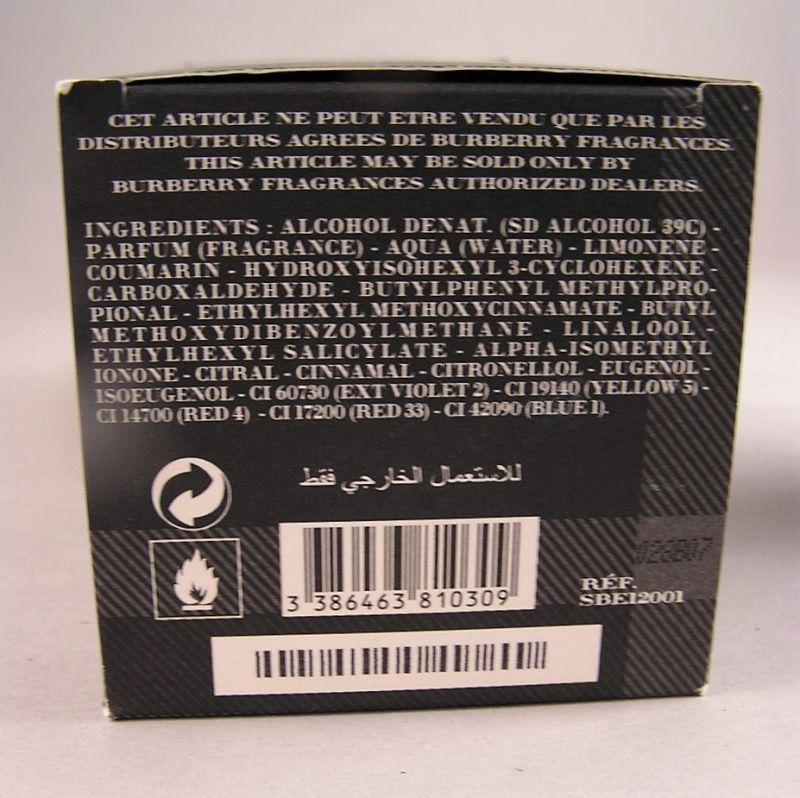 CET ARTICLE NE PEUT ETRE VENDU QUE PAR LES
DISTRIBUTEURS AGREES DE BURBERRY FRAGRANCES.
THIS ARTICLE MAY BE SOLD ONLY BY
BURBERRY FRAGRANCES AUTHORIZED DEALERS.
INGREDIENTS : ALCOHOL DENAT. (SD ALCOHOL 39C) -
PARFUM (FRAGRANCE) - AQUA (WATER) - LIMONENE -
COUMARIN - HYDROXYISOHEXYL 3-CYCLOHEXENE -
CARBOXALDEHYDE - BUTYLPHENYL METHYLPRO-
PIONAL - ETHYLHEXYL METHOXYCINNAMATE - BUTYL
METHOXYDIBENZOYLMETHANE - LINALOOL -
ETHYLHEXYL SALICYLATE - ALPHA-ISOMETHYL
IONONE - CITRAL - CINNAMAL - CITRONELLOL - EUGENOL -
ISOEUGENOL - CI 60730 (EXT VIOLET 2) - CI 19140 (YELLOW 5) -
CI 14700 (RED 4) - CI 17200 (RED 33) - CI 42090 (BLUE 1).
للاستعمال الخارجي فقط
3 386463 810309
RÉF.
SBE12001